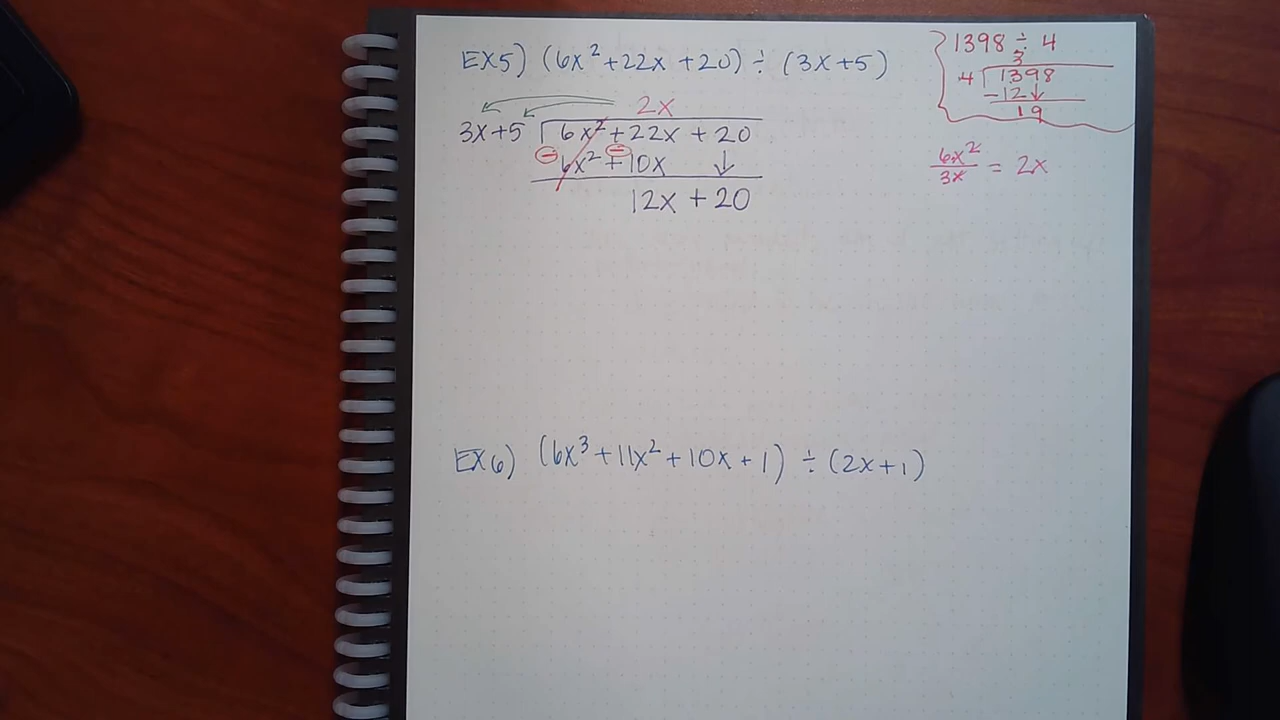 EX5) (6x² + 22x + 20) ÷ (3x + 5)
2x
3x+5 6x² + 22x + 20
- 6x² + 10x -
12x + 20
1398 ÷ 4
3
4 1398
-12↓
19
6x²/3x = 2x
EX6) (6x³ + 11x² + 10x + 1) ÷ (2x + 1)